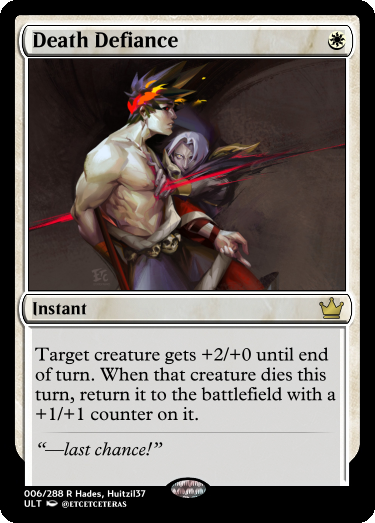 Death Defiance
Instant
Target creature gets +2/+0 until end
of turn. When that creature dies this
turn, return it to the battlefield with a
+1/+1 counter on it.
“—last chance!”
006/288 R Hades, Huitzil37
ULT @ETCETCETERAS